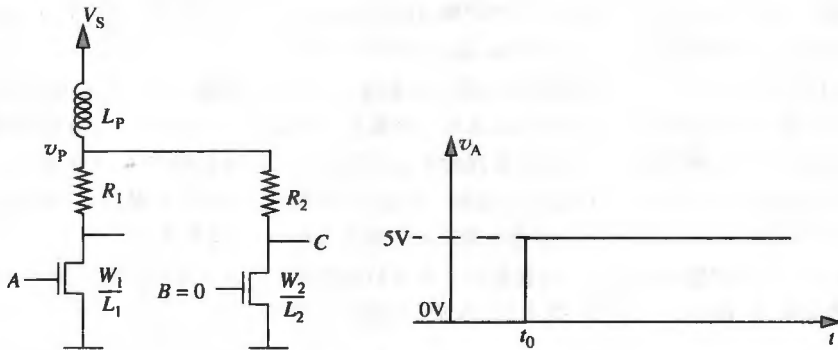 V_S
L_P
v_P
R_1
R_2
C
A
W_1
L_1
B = 0
W_2
L_2
v_A
5V
0V
t_0
t